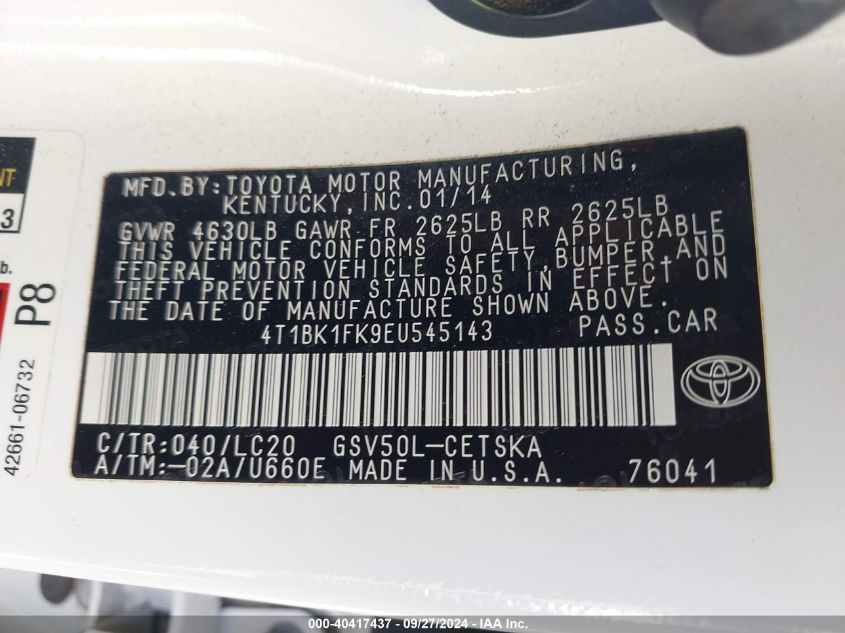 NT
3
b.
P8
42661-06732
MFD.BY:TOYOTA MOTOR MANUFACTURING,
KENTUCKY,INC.01/14
GVWR 4630LB GAWR FR 2625LB RR 2625LB
THIS VEHICLE CONFORMS TO ALL APPLICABLE
FEDERAL MOTOR VEHICLE SAFETY,BUMPER,AND
THEFT PREVENTION STANDARDS IN EFFECT ON
THE DATE OF MANUFACTURE SHOWN ABOVE.
4T1BK1FK9EU545143 PASS.CAR
C/TR:040/LC20 GSV50L-CETSKA
A/TM:-02A/U660E MADE IN U.S.A. 76041
000-40417437 - 09/27/2024 - IAA Inc.